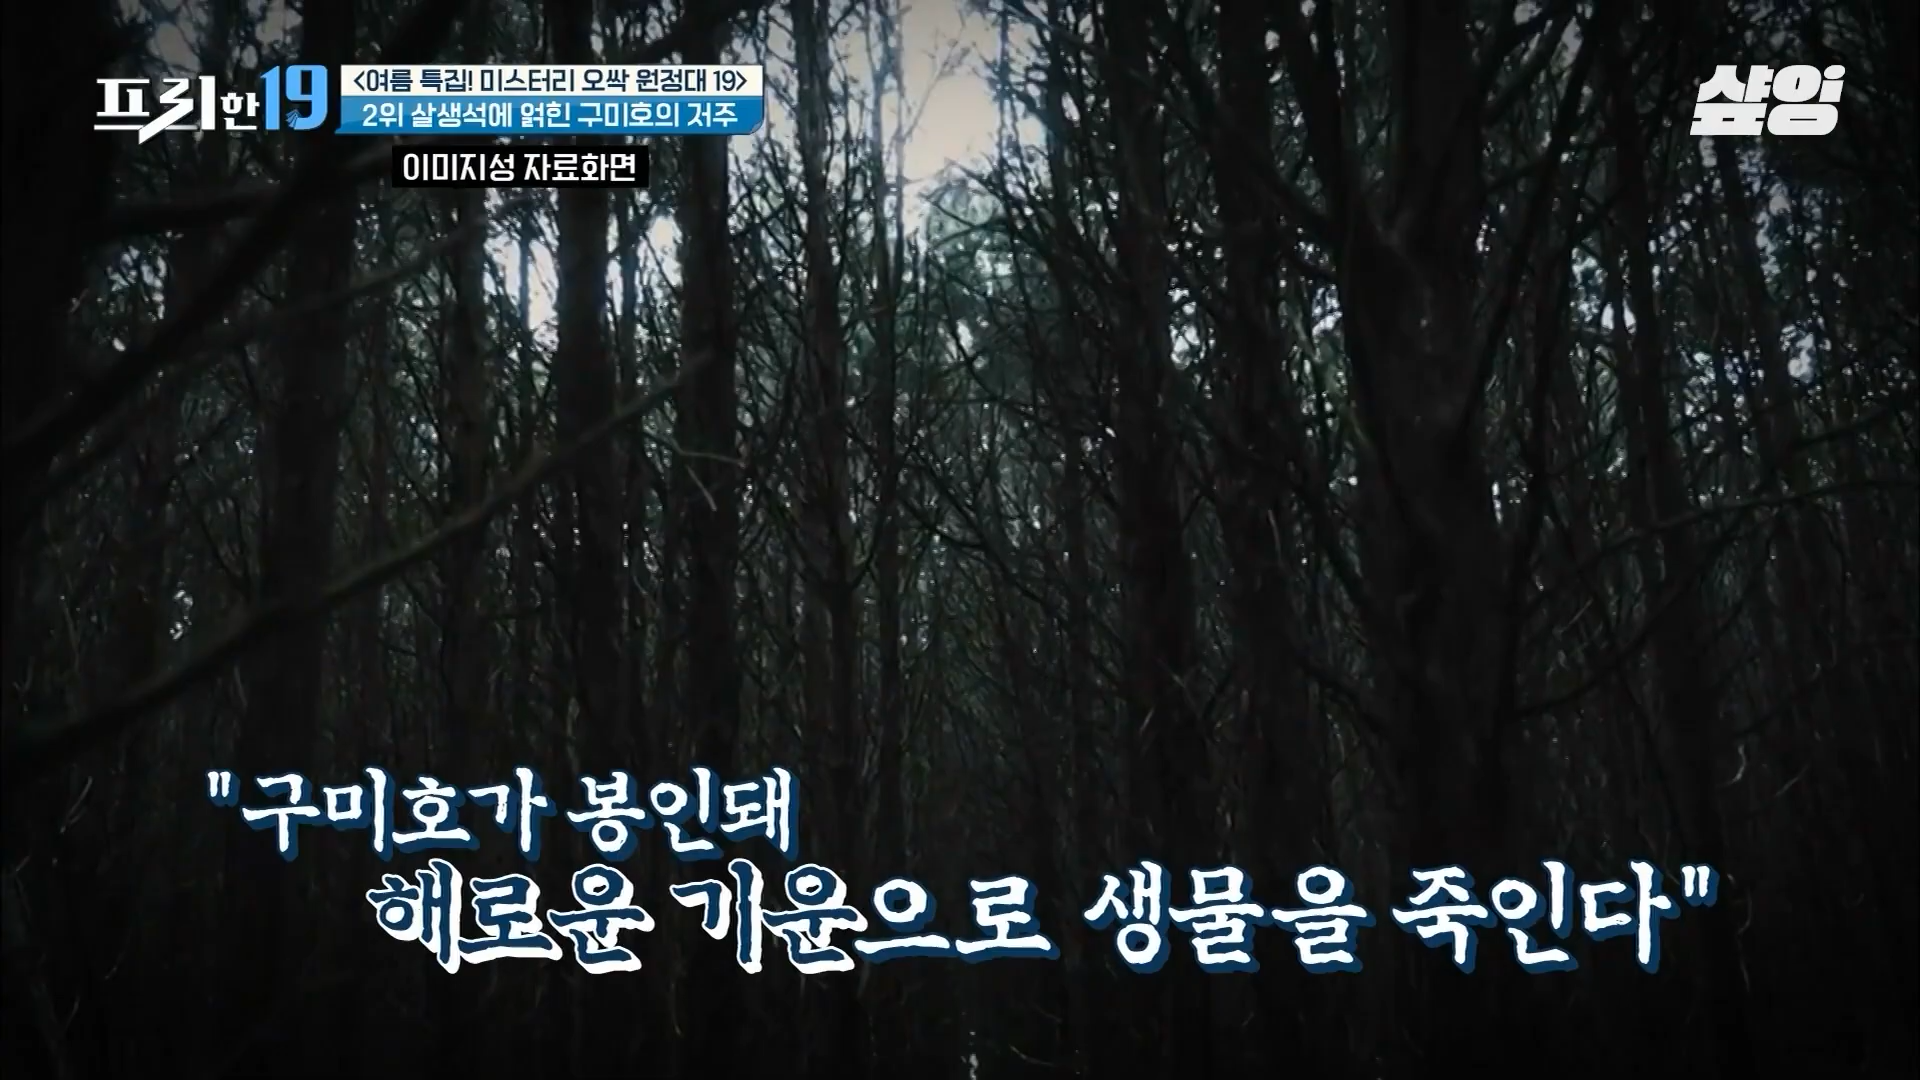 프리한19
<여름 특집! 미스터리 오싹 원정대 19>
2위 살생석에 얽힌 구미호의 저주
이미지성 자료화면
샾잉
"구미호가 봉인돼
해로운 기운으로 생물을 죽인다"